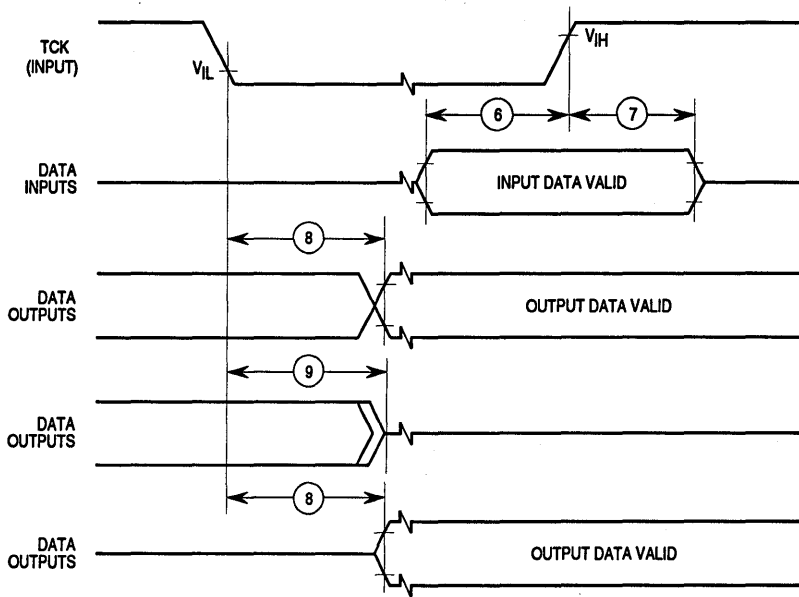 TCK
(INPUT)
VIL
VIH
6
7
DATA
INPUTS
INPUT DATA VALID
8
DATA
OUTPUTS
OUTPUT DATA VALID
9
DATA
OUTPUTS
8
DATA
OUTPUTS
OUTPUT DATA VALID